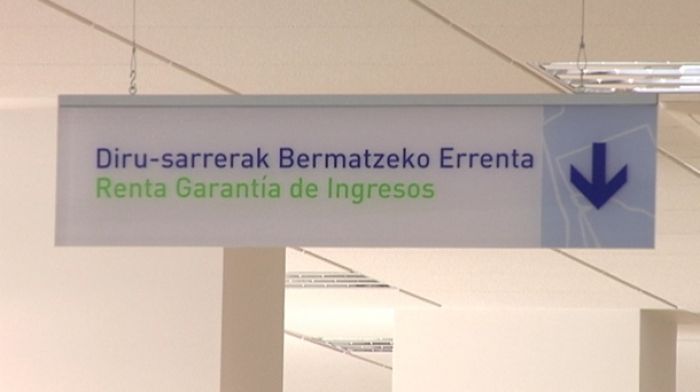 Diru-sarrerak Bermatzeko Errenta
Renta Garantía de Ingresos